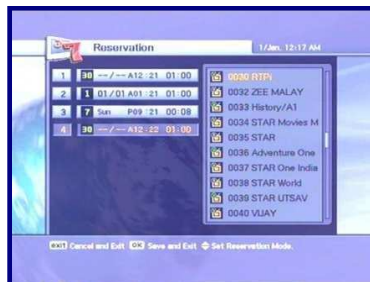 Reservation
1/Jan. 12:17 AM
1 30 --/-- A12:21 01:00
2 1 01/01 A01:21 01:00
3 7 Sun P09:21 00:08
4 30 --/-- A12:22 01:00
0030 RTPi
0032 ZEE MALAY
0033 History/A1
0034 STAR Movies M
0035 STAR
0036 Adventure One
0037 STAR One India
0038 STAR World
0039 STAR UTSAV
0040 VIJAY
exit Cancel and Exit OK Save and Exit Set Reservation Mode.